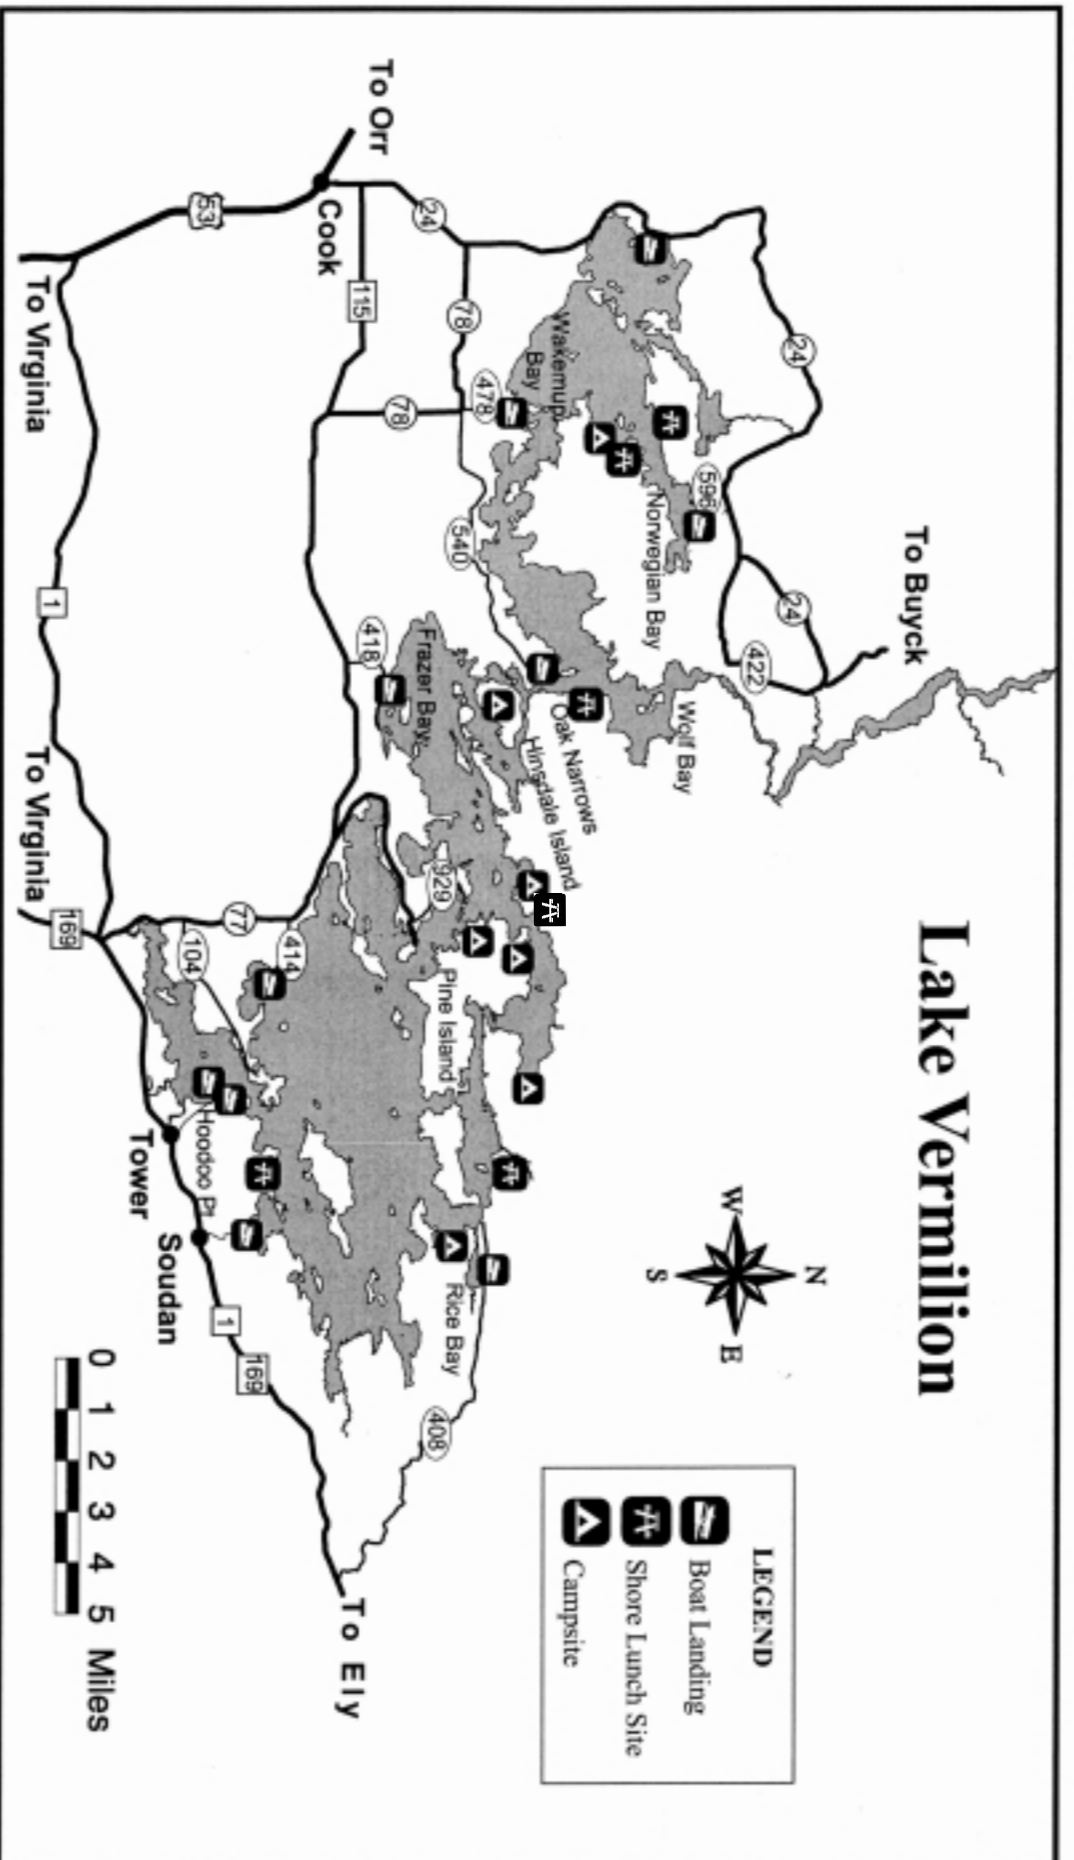 Lake Vermilion
To Buyck
24
24
422
596
Norwegian Bay
Wolf Bay
N
W
E
S
LEGEND
Boat Landing
Shore Lunch Site
Campsite
To Orr
Cook
24
115
78
78
478
Wakemup
Bay
540
Oak Narrows
Hinsdale Island
418
Frazer Bay
929
Pine Island
Rice Bay
408
53
To Virginia
1
To Virginia
169
77
104
414
Hoodoo Pt
Tower
Soudan
1
169
To Ely
0 1 2 3 4 5 Miles